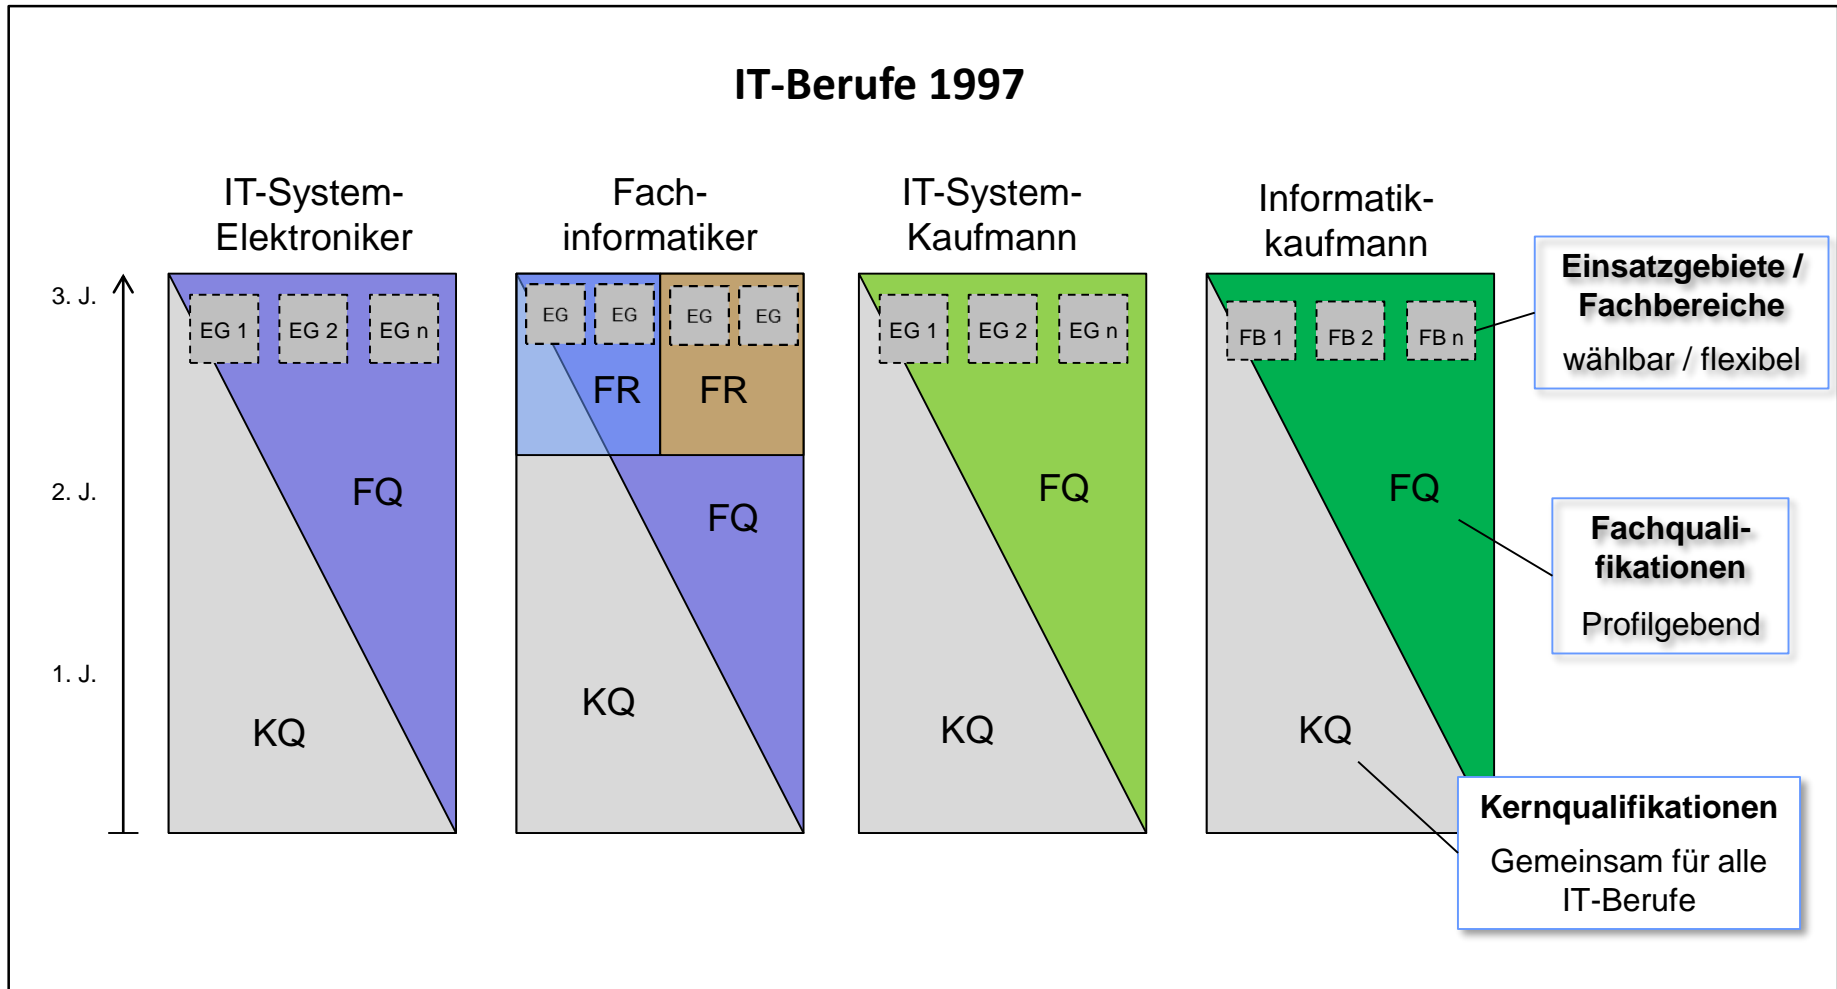 IT-Berufe 1997
IT-System-
Elektroniker
Fach-
informatiker
IT-System-
Kaufmann
Informatik-
kaufmann
Einsatzgebiete /
Fachbereiche
wählbar / flexibel
3. J.
2. J.
1. J.
EG 1
EG 2
EG n
FQ
KQ
EG
EG
EG
EG
FR
FR
FQ
KQ
EG 1
EG 2
EG n
FQ
KQ
FB 1
FB 2
FB n
FQ
KQ
Fachquali-
fikationen
Profilgebend
Kernqualifikationen
Gemeinsam für alle
IT-Berufe